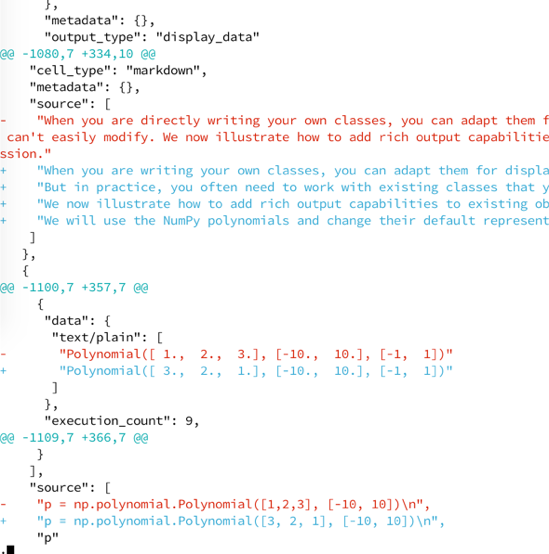 },
"metadata": {},
"output_type": "display_data"
@@ -1080,7 +334,10 @@
"cell_type": "markdown",
"metadata": {},
"source": [
- "When you are directly writing your own classes, you can adapt them f
can't easily modify. We now illustrate how to add rich output capabilitie
ssion."
+ "When you are writing your own classes, you can adapt them for displa
+ "But in practice, you often need to work with existing classes that y
+ "We now illustrate how to add rich output capabilities to existing ob
+ "We will use the NumPy polynomials and change their default represent
]
},
{
@@ -1100,7 +357,7 @@
{
"data": {
"text/plain": [
- "Polynomial([ 1., 2., 3.], [-10., 10.], [-1, 1])"
+ "Polynomial([ 3., 2., 1.], [-10., 10.], [-1, 1])"
]
},
"execution_count": 9,
@@ -1109,7 +366,7 @@
}
],
"source": [
- "p = np.polynomial.Polynomial([1,2,3], [-10, 10])\n",
+ "p = np.polynomial.Polynomial([3, 2, 1], [-10, 10])\n",
"p"
: